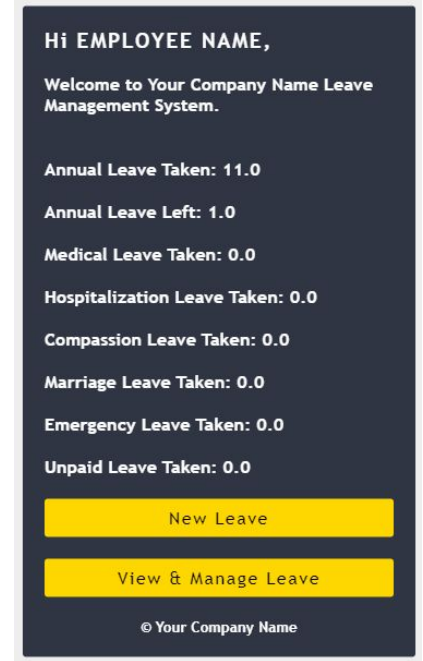 Hi EMPLOYEE NAME,
Welcome to Your Company Name Leave
Management System.
Annual Leave Taken: 11.0
Annual Leave Left: 1.0
Medical Leave Taken: 0.0
Hospitalization Leave Taken: 0.0
Compassion Leave Taken: 0.0
Marriage Leave Taken: 0.0
Emergency Leave Taken: 0.0
Unpaid Leave Taken: 0.0
New Leave
View & Manage Leave
© Your Company Name